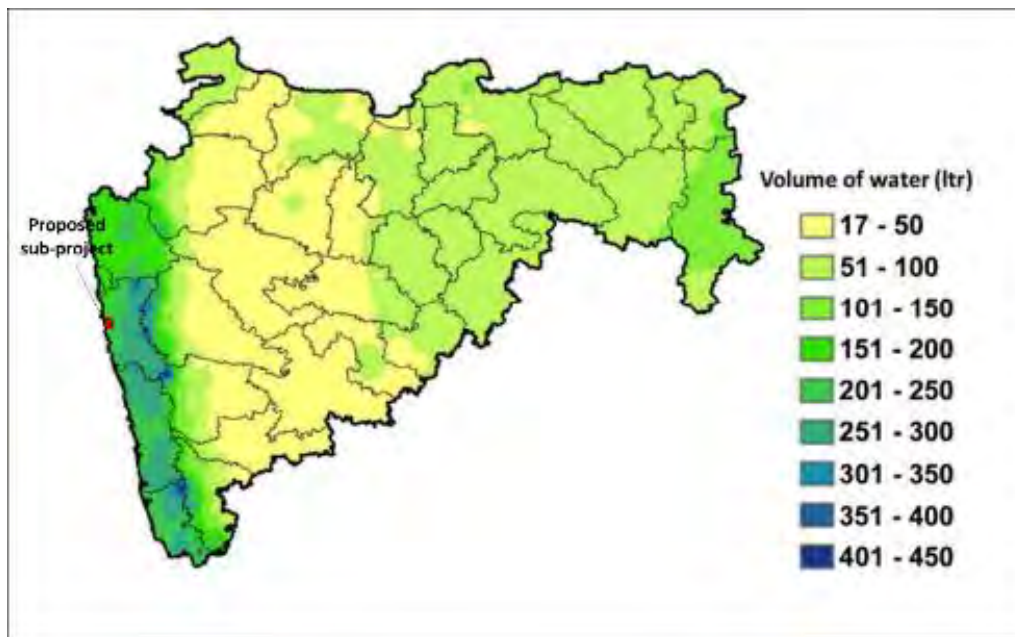 Proposed
sub-project
Volume of water (ltr)
17 - 50
51 - 100
101 - 150
151 - 200
201 - 250
251 - 300
301 - 350
351 - 400
401 - 450